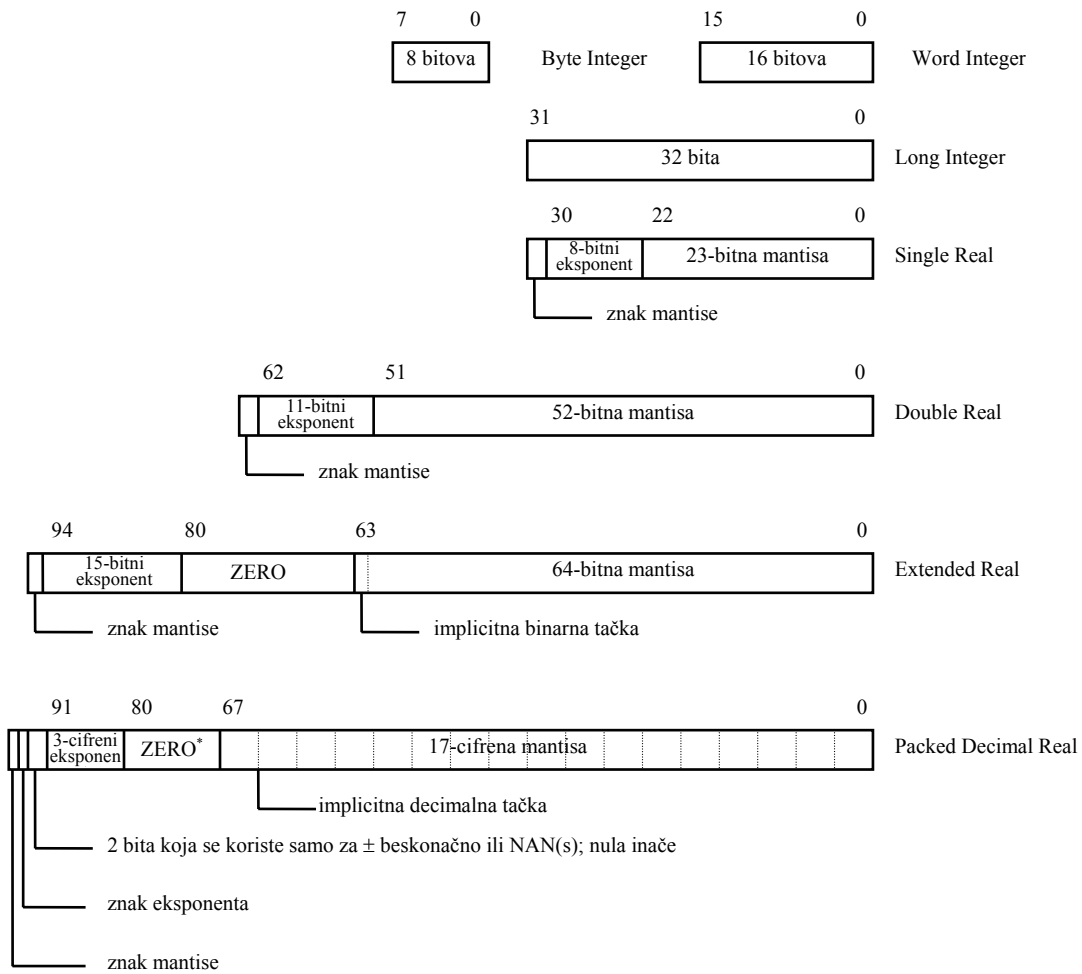 7 0 15 0
8 bitova Byte Integer 16 bitova Word Integer
31 0
32 bita Long Integer
30 22 0
8-bitni
eksponent 23-bitna mantisa Single Real
znak mantise
62 51 0
11-bitni
eksponent 52-bitna mantisa Double Real
znak mantise
94 80 63 0
15-bitni
eksponent ZERO 64-bitna mantisa Extended Real
znak mantise implicitna binarna tačka
91 80 67 0
3-cifreni
eksponen ZERO* 17-cifrena mantisa Packed Decimal Real
implicitna decimalna tačka
2 bita koja se koriste samo za ± beskonačno ili NAN(s); nula inače
znak eksponenta
znak mantise